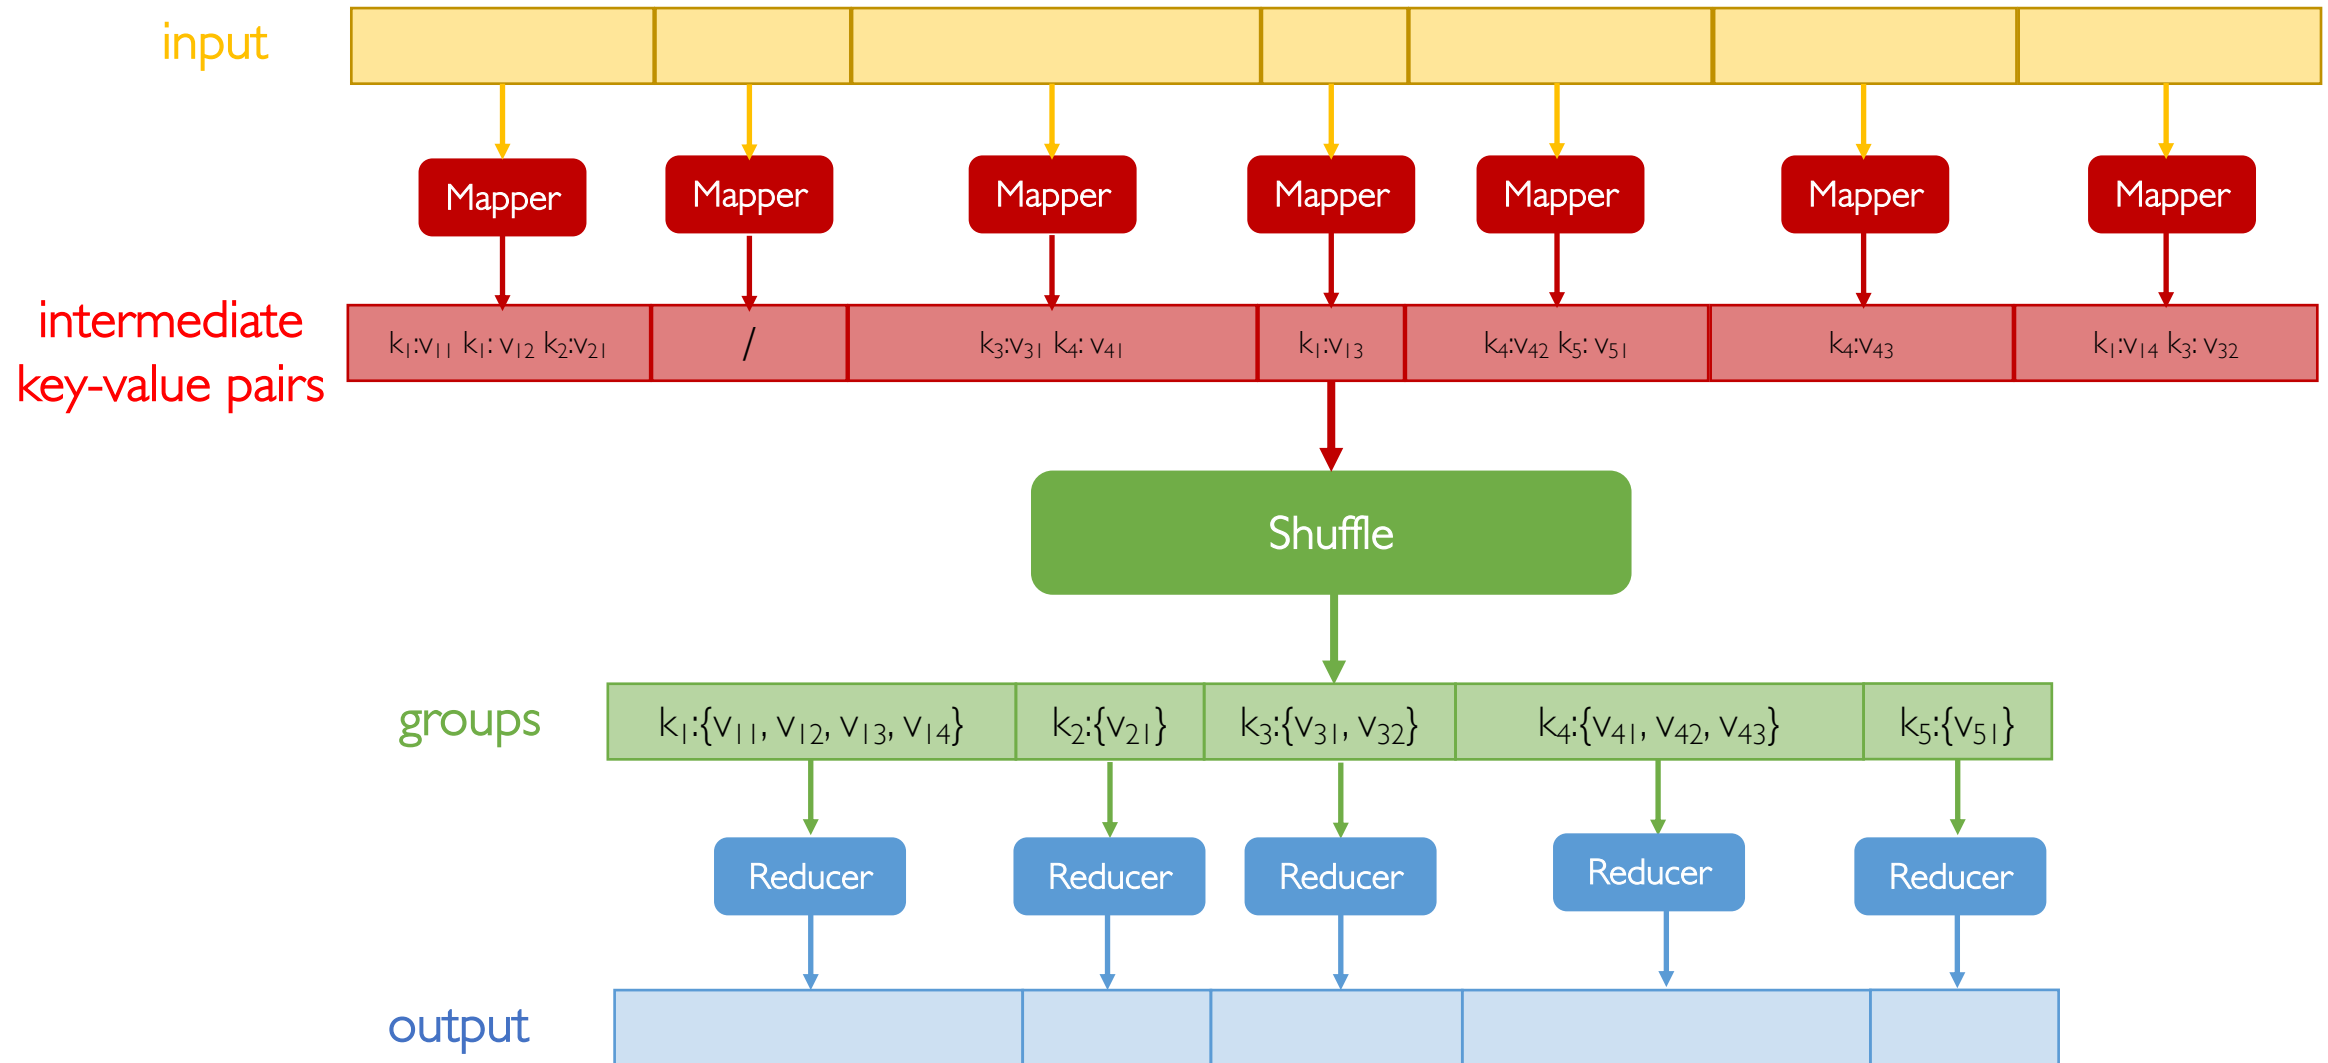 input
Mapper Mapper Mapper Mapper Mapper Mapper Mapper
intermediate
key-value pairs
k₁:v₁₁ k₁: v₁₂ k₂:v₂₁
/
k₃:v₃₁ k₄: v₄₁
k₁:v₁₃
k₄:v₄₂ k₅: v₅₁
k₄:v₄₃
k₁:v₁₄ k₃: v₃₂
Shuffle
groups
k₁:{v₁₁, v₁₂, v₁₃, v₁₄}
k₂:{v₂₁}
k₃:{v₃₁, v₃₂}
k₄:{v₄₁, v₄₂, v₄₃}
k₅:{v₅₁}
Reducer Reducer Reducer Reducer Reducer
output